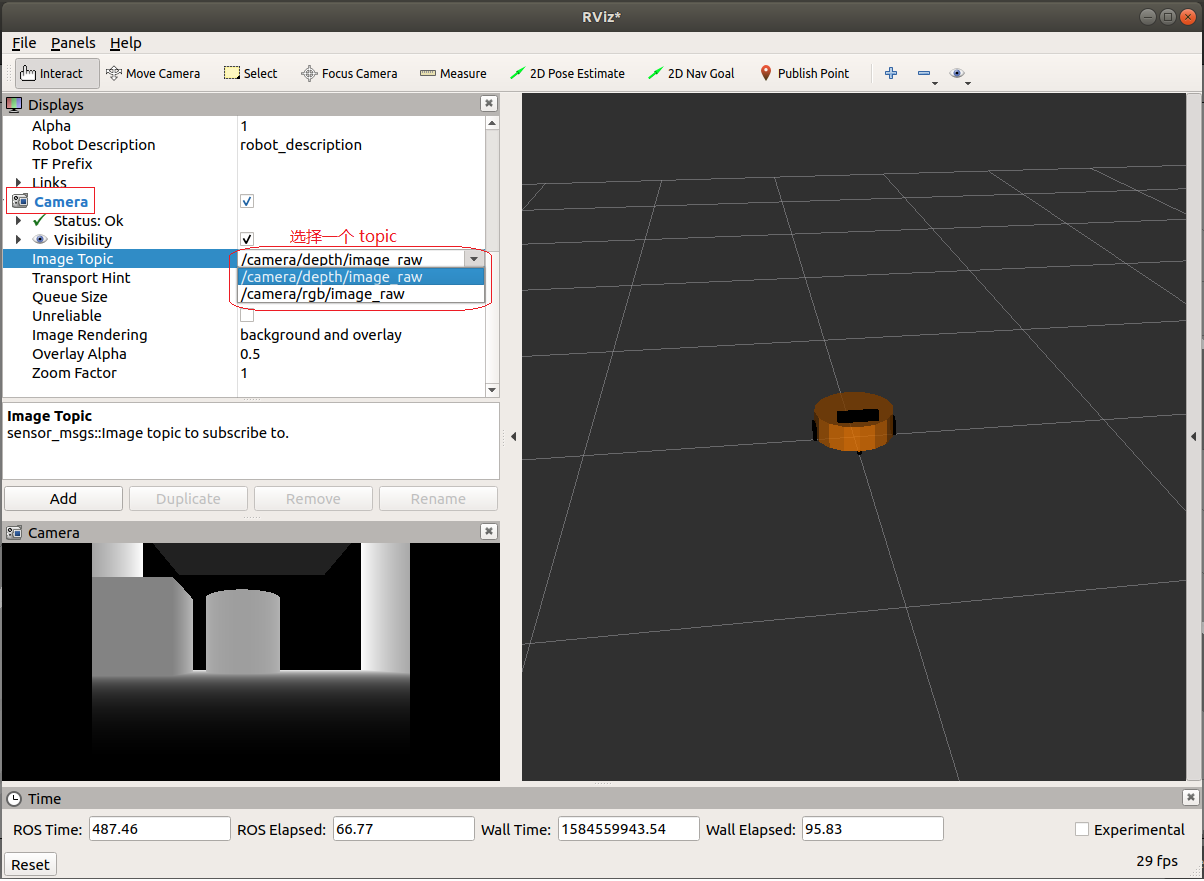 RViz*
File Panels Help
Interact Move Camera Select Focus Camera Measure 2D Pose Estimate 2D Nav Goal Publish Point
Displays
Alpha 1
Robot Description robot_description
TF Prefix
Links
Camera
Status: Ok
Visibility 选择一个 topic
Image Topic /camera/depth/image_raw
Transport Hint /camera/depth/image_raw
Queue Size /camera/rgb/image_raw
Unreliable
Image Rendering background and overlay
Overlay Alpha 0.5
Zoom Factor 1
Image Topic
sensor_msgs::Image topic to subscribe to.
Add Duplicate Remove Rename
Camera
Time
ROS Time: 487.46 ROS Elapsed: 66.77 Wall Time: 1584559943.54 Wall Elapsed: 95.83 Experimental
Reset 29 fps